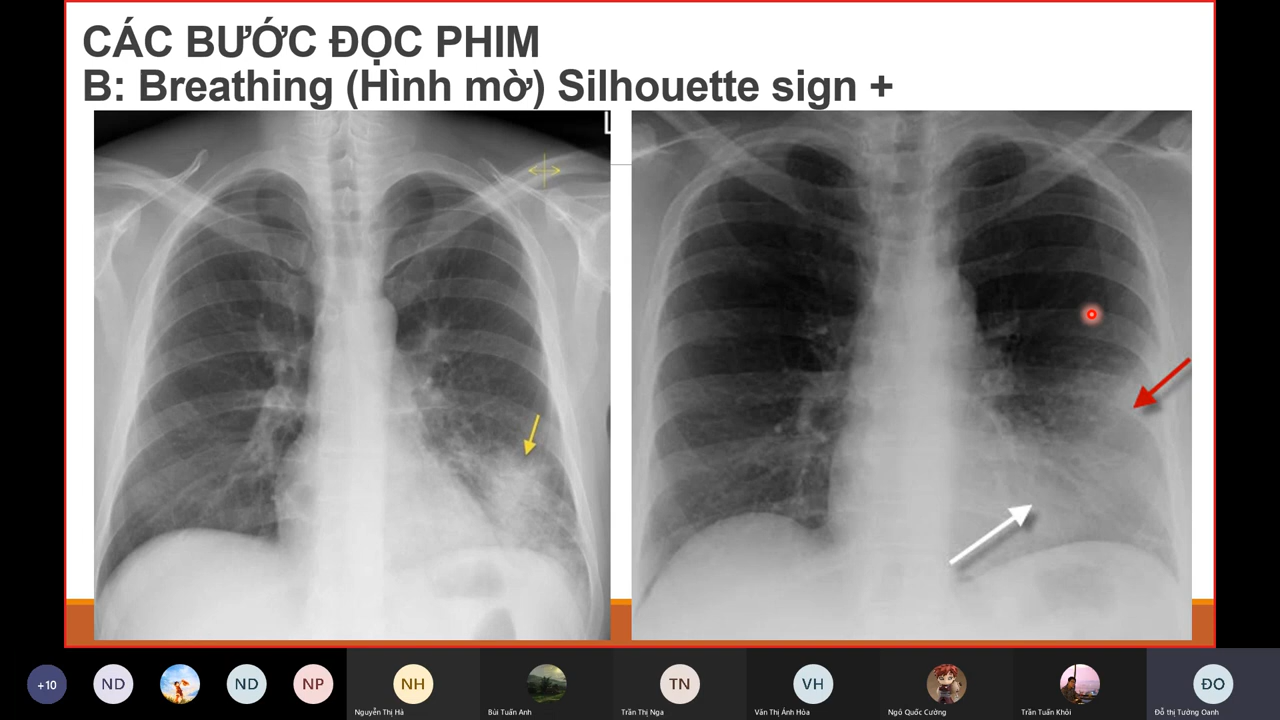 CÁC BƯỚC ĐỌC PHIM
B: Breathing (Hình mờ) Silhouette sign +
+10
ND
ND
NP
NH
TN
VH
ĐO
Nguyễn Thị Hà
Bùi Tuấn Anh
Trần Thị Nga
Văn Thị Ánh Hòa
Ngô Quốc Cường
Trần Tuấn Khôi
Đỗ thị Tường Oanh